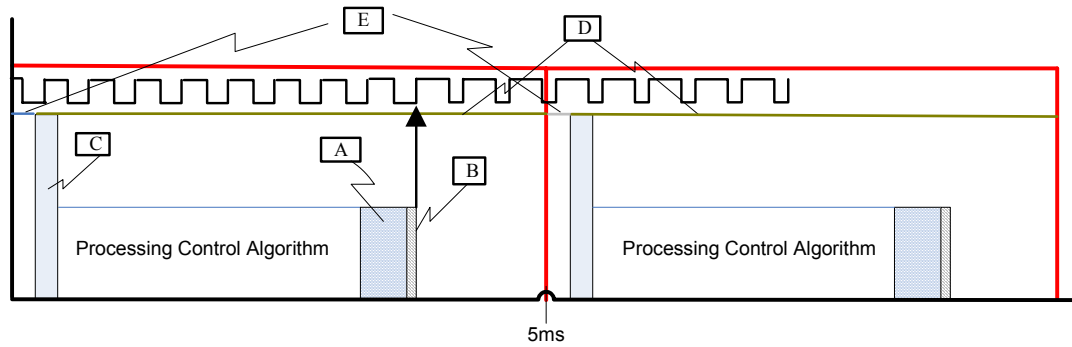 E
D
C
A
B
Processing Control Algorithm
Processing Control Algorithm
5ms